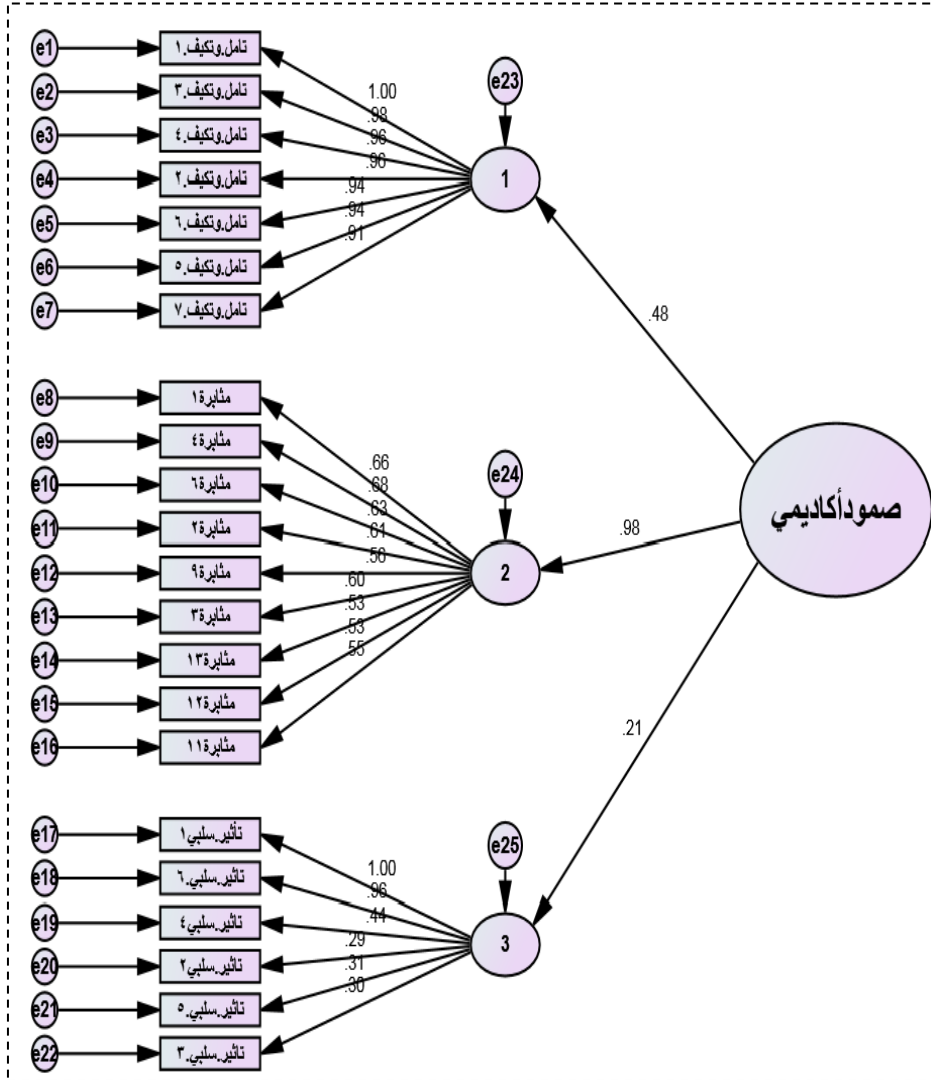 e1 تامل.وتكيف.١
e2 تامل.وتكيف.٣
e3 تامل.وتكيف.٤
e4 تامل.وتكيف.٢
e5 تامل.وتكيف.٦
e6 تامل.وتكيف.٥
e7 تامل.وتكيف.٧
1.00
.98
.96
.96
.94
.94
.91
e23
1
.48
e8 مثابرة١
e9 مثابرة٤
e10 مثابرة٦
e11 مثابرة٢
e12 مثابرة٩
e13 مثابرة٣
e14 مثابرة١٣
e15 مثابرة١٢
e16 مثابرة١١
.66
.68
.63
.61
.56
.60
.53
.53
.55
e24
2
.98
صمودأكاديمي
.21
e17 تأثير.سلبي١
e18 تاثير.سلبي.٦
e19 تاثير.سلبي٤
e20 تاثير.سلبي٢
e21 تاثير.سلبي.٥
e22 تاثير.سلبي.٣
1.00
.96
.44
.29
.31
.30
e25
3